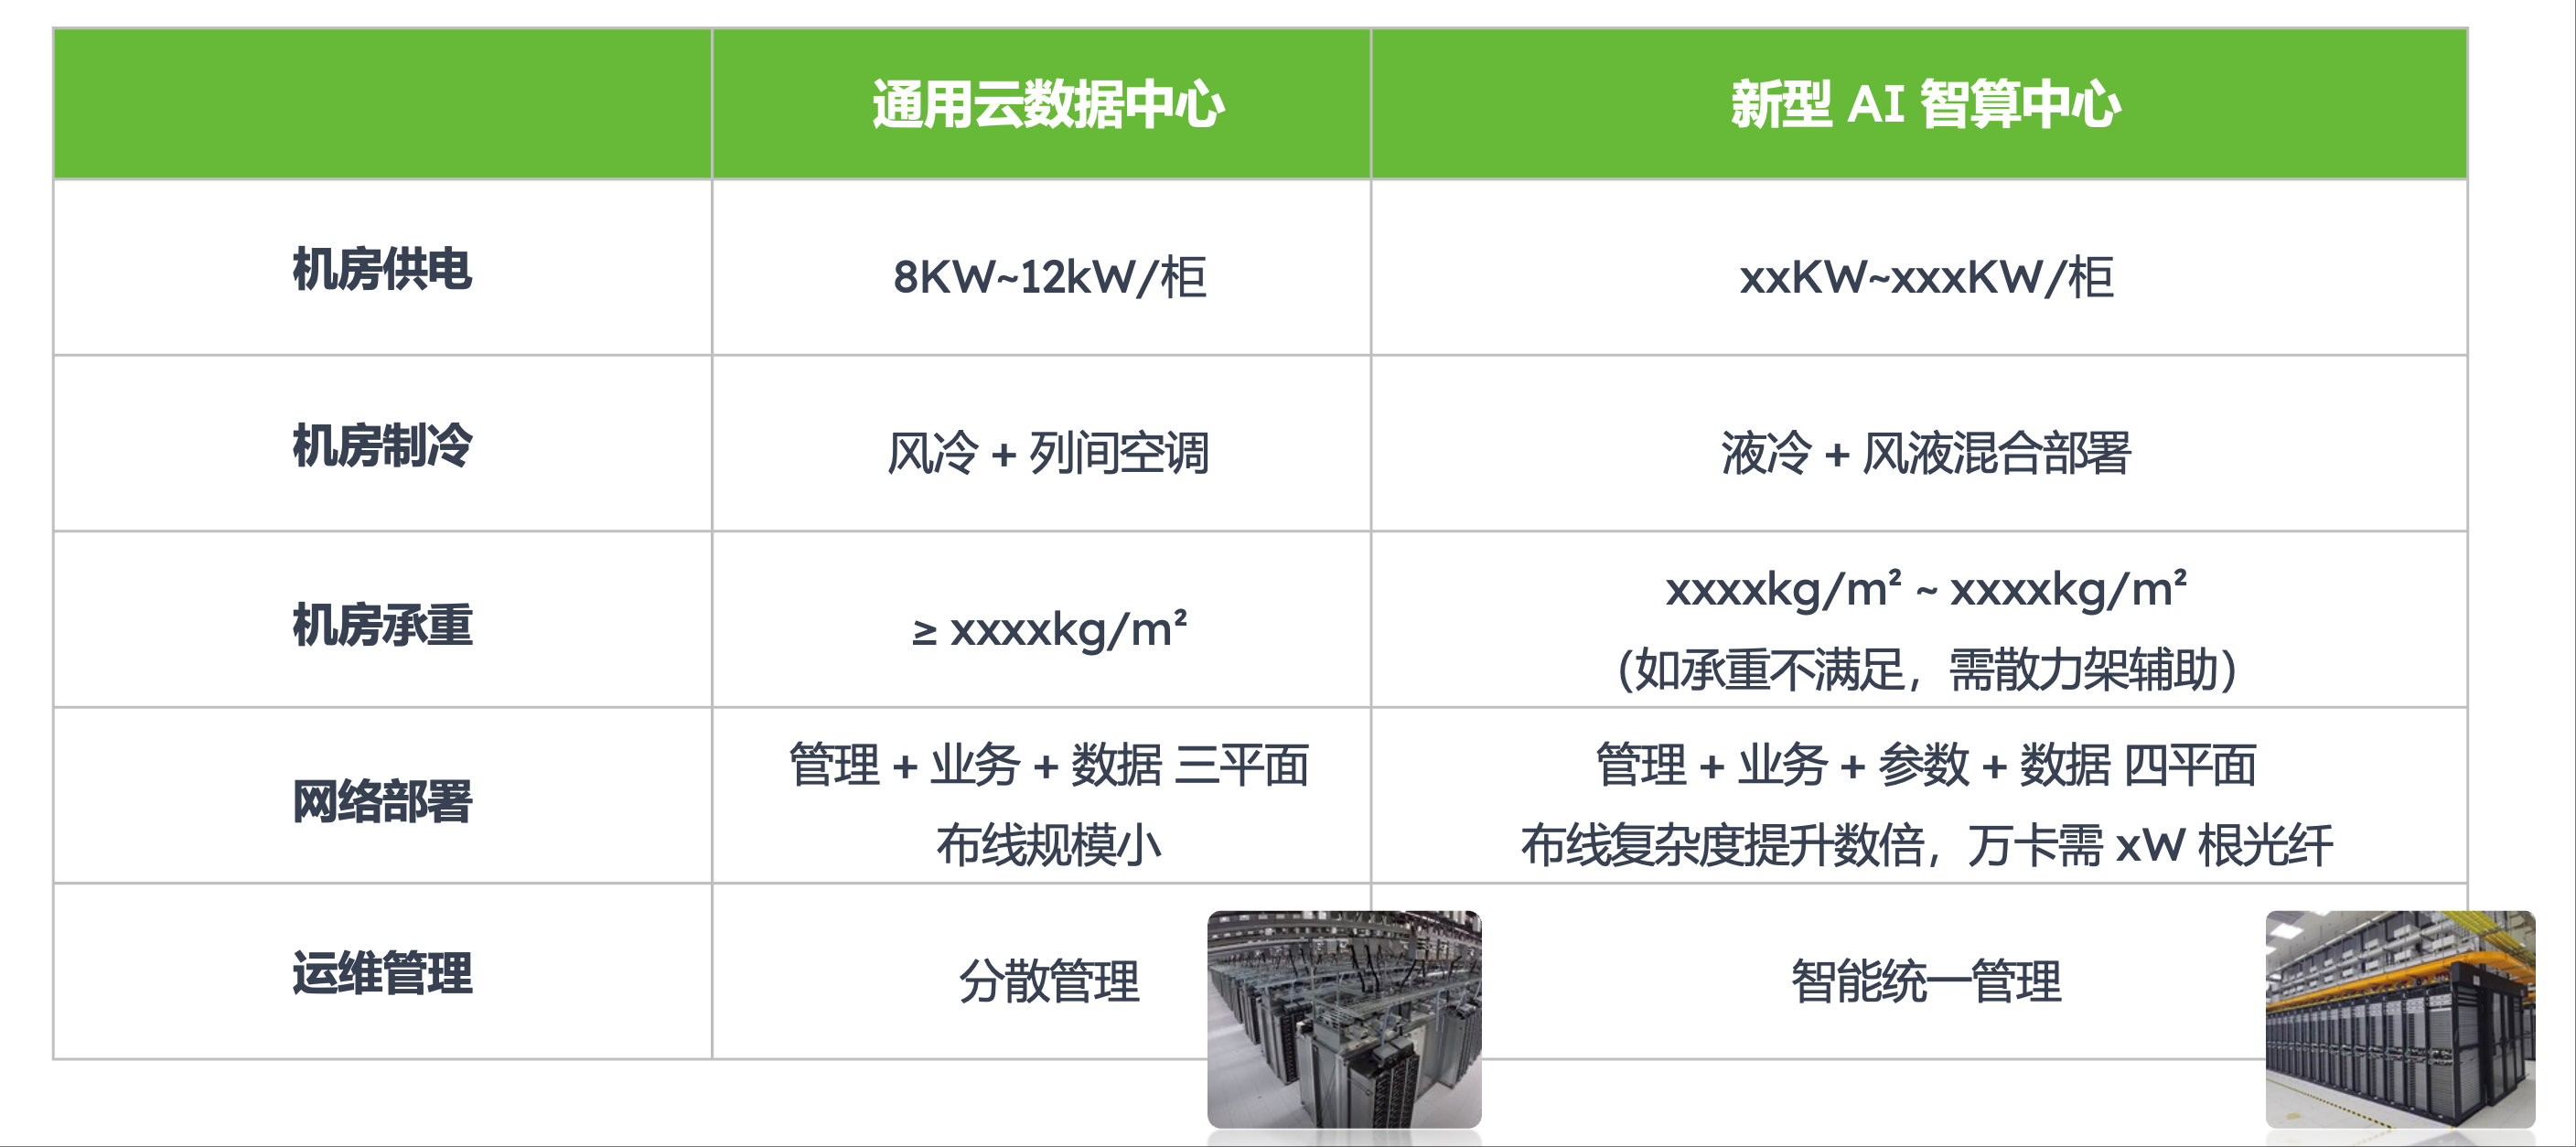 通用云数据中心
新型 AI 智算中心
机房供电
8KW~12kW/柜
xxKW~xxxKW/柜
机房制冷
风冷 + 列间空调
液冷 + 风液混合部署
机房承重
≥ xxxxkg/m²
xxxxkg/m² ~ xxxxkg/m²
（如承重不满足，需散力架辅助）
网络部署
管理 + 业务 + 数据 三平面
布线规模小
管理 + 业务 + 参数 + 数据 四平面
布线复杂度提升数倍，万卡需 xW 根光纤
运维管理
分散管理
智能统一管理